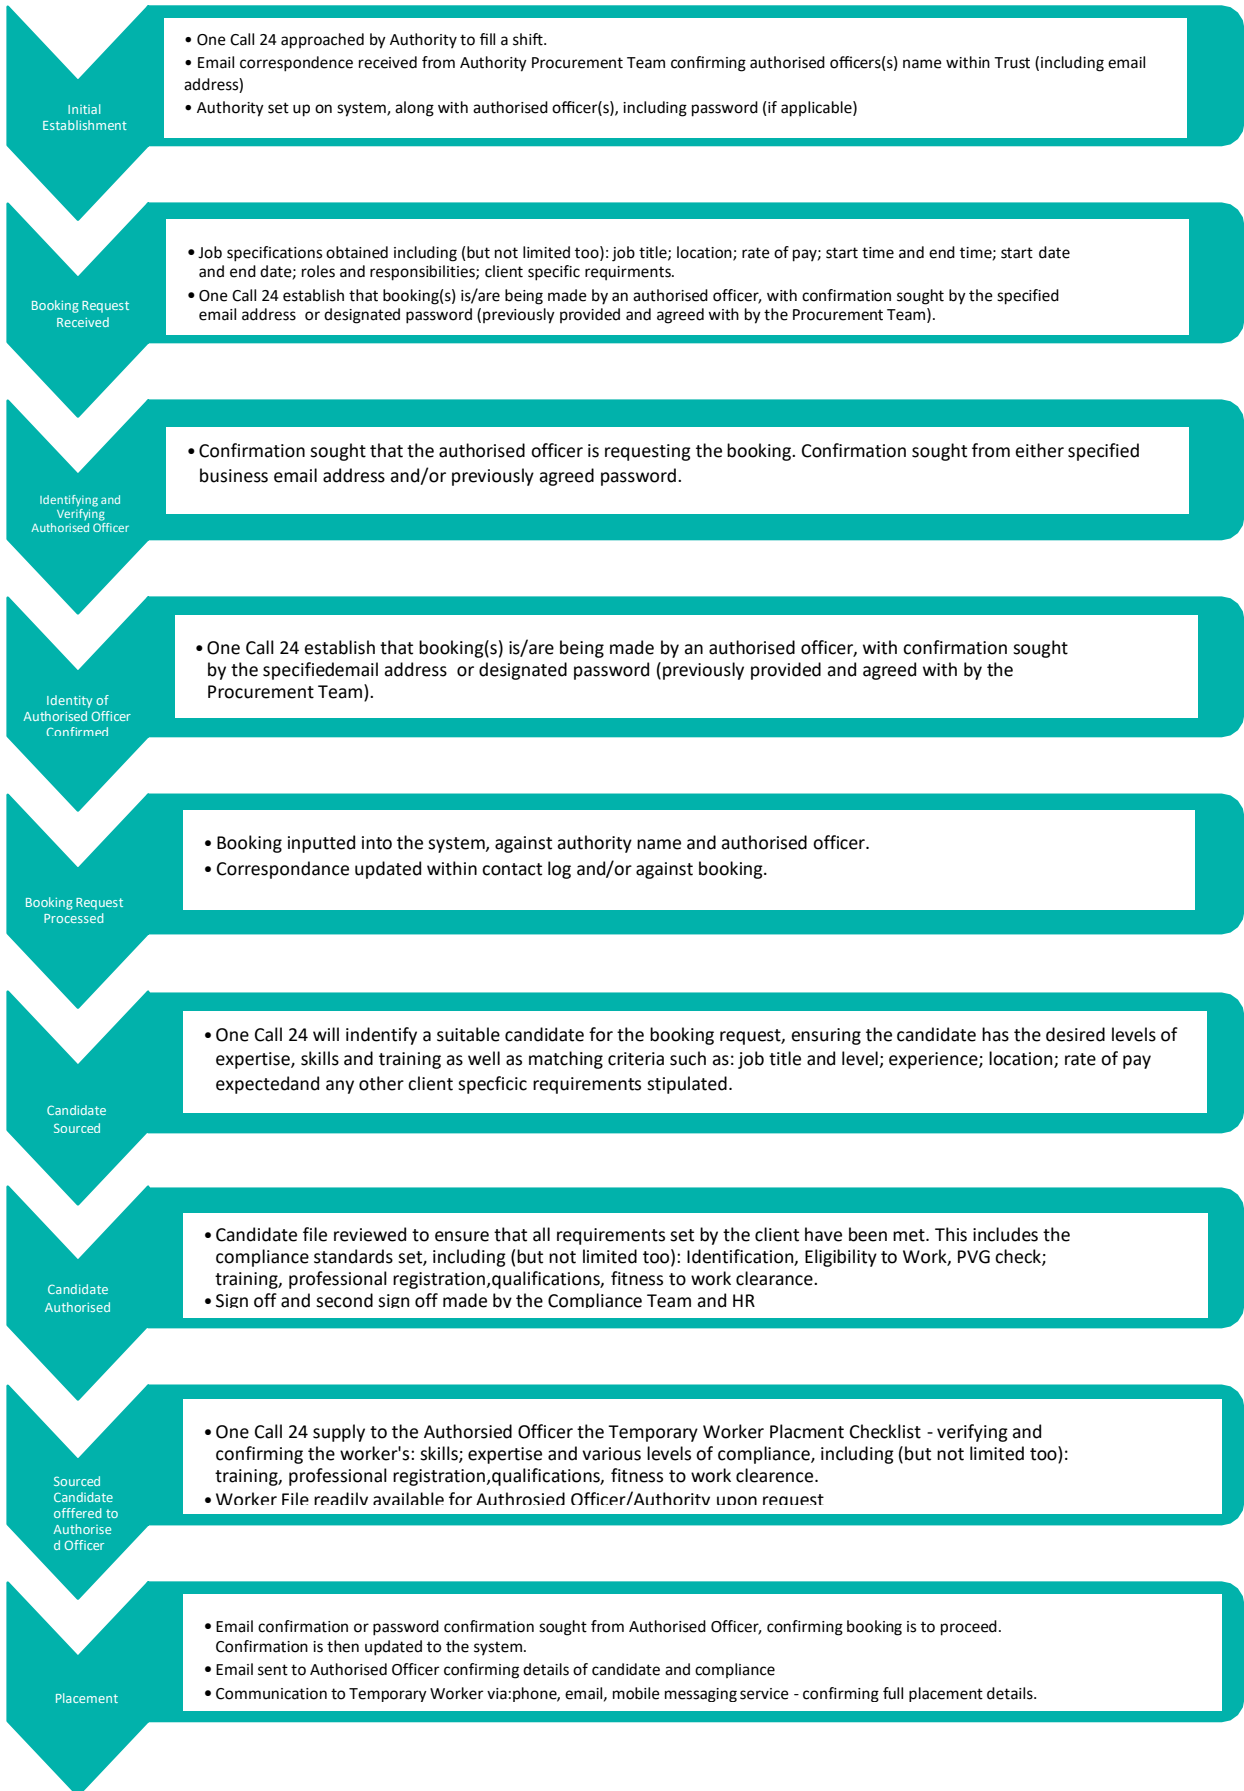 Initial
Establishment
• One Call 24 approached by Authority to fill a shift.
• Email correspondence received from Authority Procurement Team confirming authorised officers(s) name within Trust (including email
address)
• Authority set up on system, along with authorised officer(s), including password (if applicable)
Booking Request
Received
• Job specifications obtained including (but not limited too): job title; location; rate of pay; start time and end time; start date
and end date; roles and responsibilities; client specific requirments.
• One Call 24 establish that booking(s) is/are being made by an authorised officer, with confirmation sought by the specified
email address or designated password (previously provided and agreed with by the Procurement Team).
Identifying and
Verifying
Authorised Officer
• Confirmation sought that the authorised officer is requesting the booking. Confirmation sought from either specified
business email address and/or previously agreed password.
Identity of
Authorised Officer
Confirmed
• One Call 24 establish that booking(s) is/are being made by an authorised officer, with confirmation sought
by the specifiedemail address or designated password (previously provided and agreed with by the
Procurement Team).
Booking Request
Processed
• Booking inputted into the system, against authority name and authorised officer.
• Correspondance updated within contact log and/or against booking.
Candidate
Sourced
• One Call 24 will indentify a suitable candidate for the booking request, ensuring the candidate has the desired levels of
expertise, skills and training as well as matching criteria such as: job title and level; experience; location; rate of pay
expectedand any other client specficic requirements stipulated.
Candidate
Authorised
• Candidate file reviewed to ensure that all requirements set by the client have been met. This includes the
compliance standards set, including (but not limited too): Identification, Eligibility to Work, PVG check;
training, professional registration,qualifications, fitness to work clearance.
• Sign off and second sign off made by the Compliance Team and HR
Sourced
Candidate
offfered to
Authorise
d Officer
• One Call 24 supply to the Authorsied Officer the Temporary Worker Placment Checklist - verifying and
confirming the worker's: skills; expertise and various levels of compliance, including (but not limited too):
training, professional registration,qualifications, fitness to work clearence.
• Worker File readily available for Authrosied Officer/Authority upon request
Placement
• Email confirmation or password confirmation sought from Authorised Officer, confirming booking is to proceed.
Confirmation is then updated to the system.
• Email sent to Authorised Officer confirming details of candidate and compliance
• Communication to Temporary Worker via:phone, email, mobile messaging service - confirming full placement details.